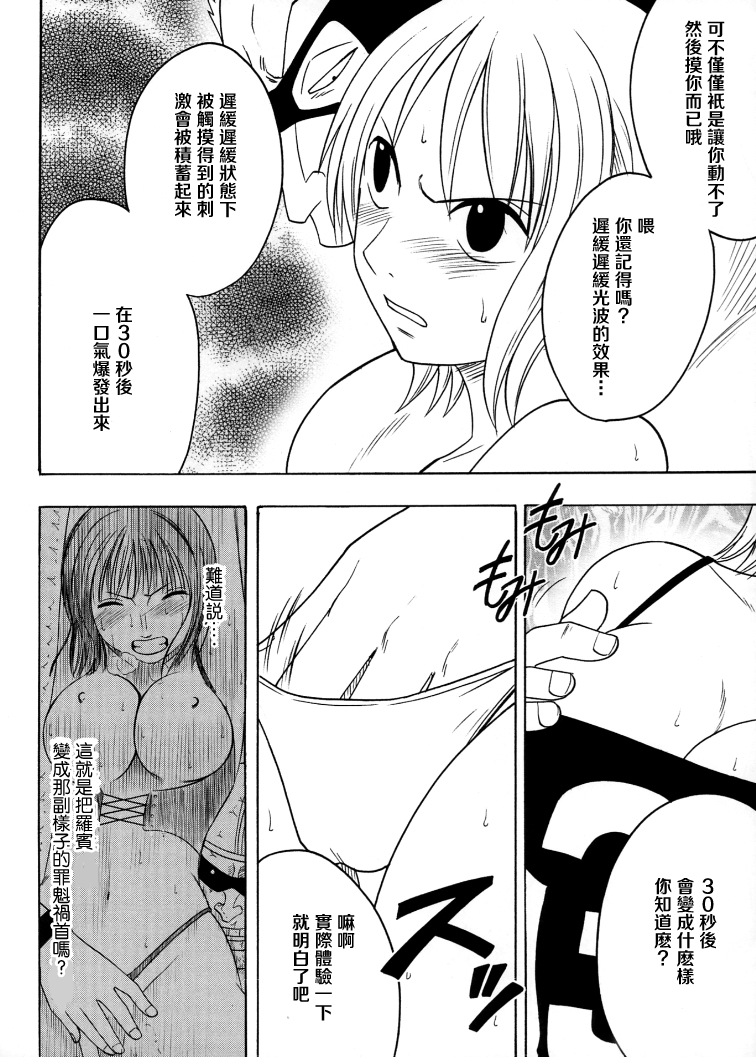 可不僅僅衹是讓你動不了
然後摸你而已哦
喂
你還記得嗎？
遲緩遲緩光波的效果…
遲緩遲緩狀態下
被觸摸得到的刺
激會被積蓄起來
在30秒後
一口氣爆發出來
もみ
もみ
30秒後
會變成什麽樣
你知道麽？
嘛啊
實際體驗一下
就明白了吧
スッ
難道説…．
這就是把羅賓
變成那副樣子的罪魁禍首嗎？